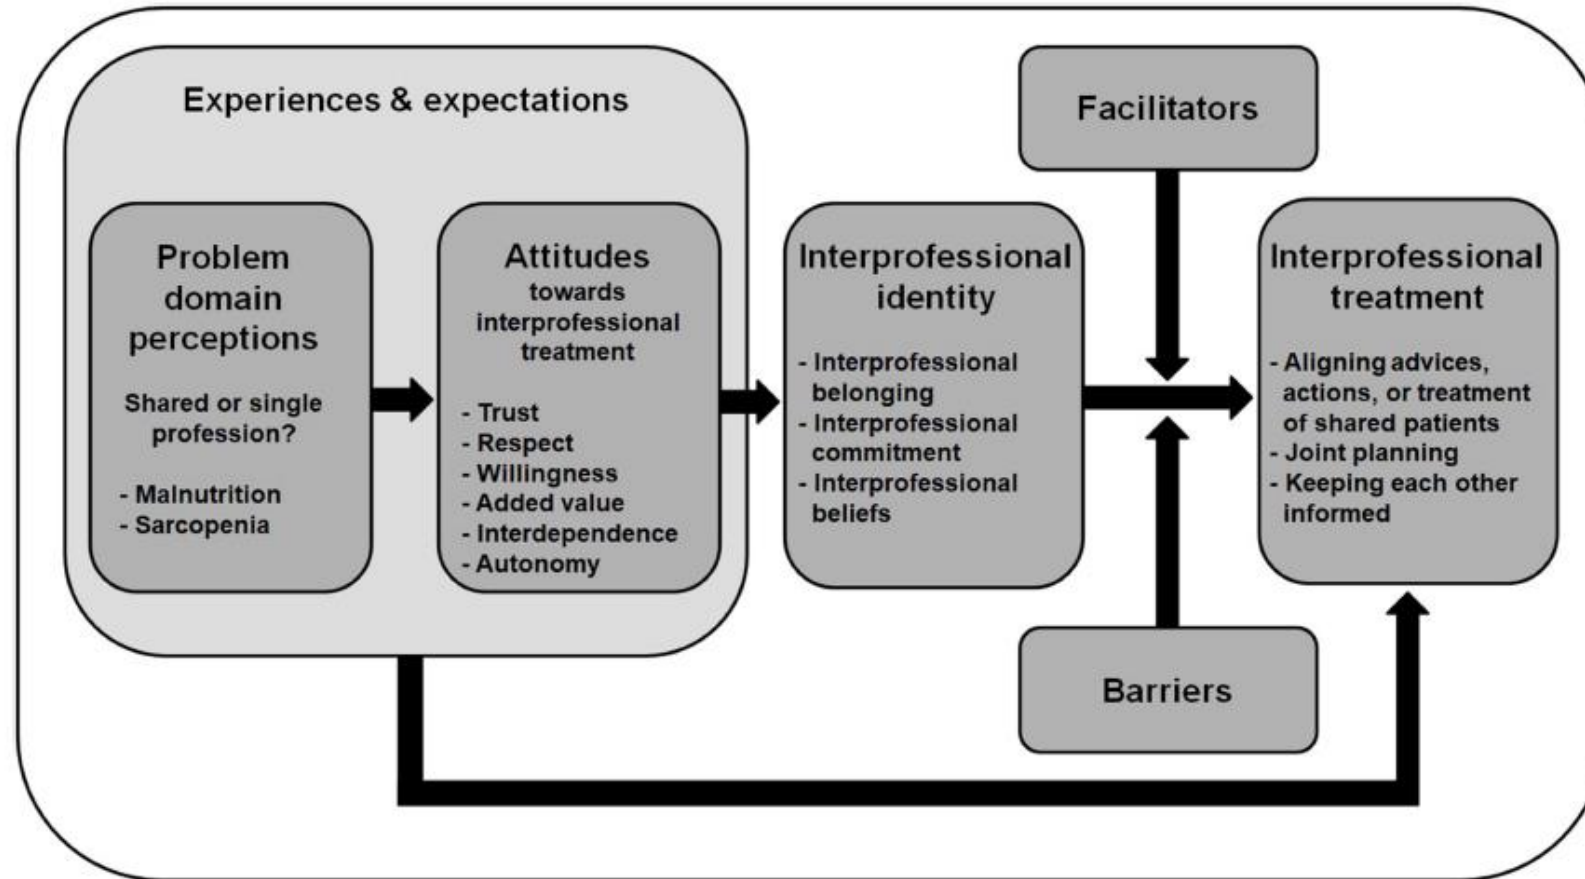 Experiences & expectations
Problem
domain
perceptions
Shared or single
profession?
- Malnutrition
- Sarcopenia
Attitudes
towards
interprofessional
treatment
- Trust
- Respect
- Willingness
- Added value
- Interdependence
- Autonomy
Interprofessional
identity
- Interprofessional
belonging
- Interprofessional
commitment
- Interprofessional
beliefs
Facilitators
Barriers
Interprofessional
treatment
- Aligning advices,
actions, or treatment
of shared patients
- Joint planning
- Keeping each other
informed